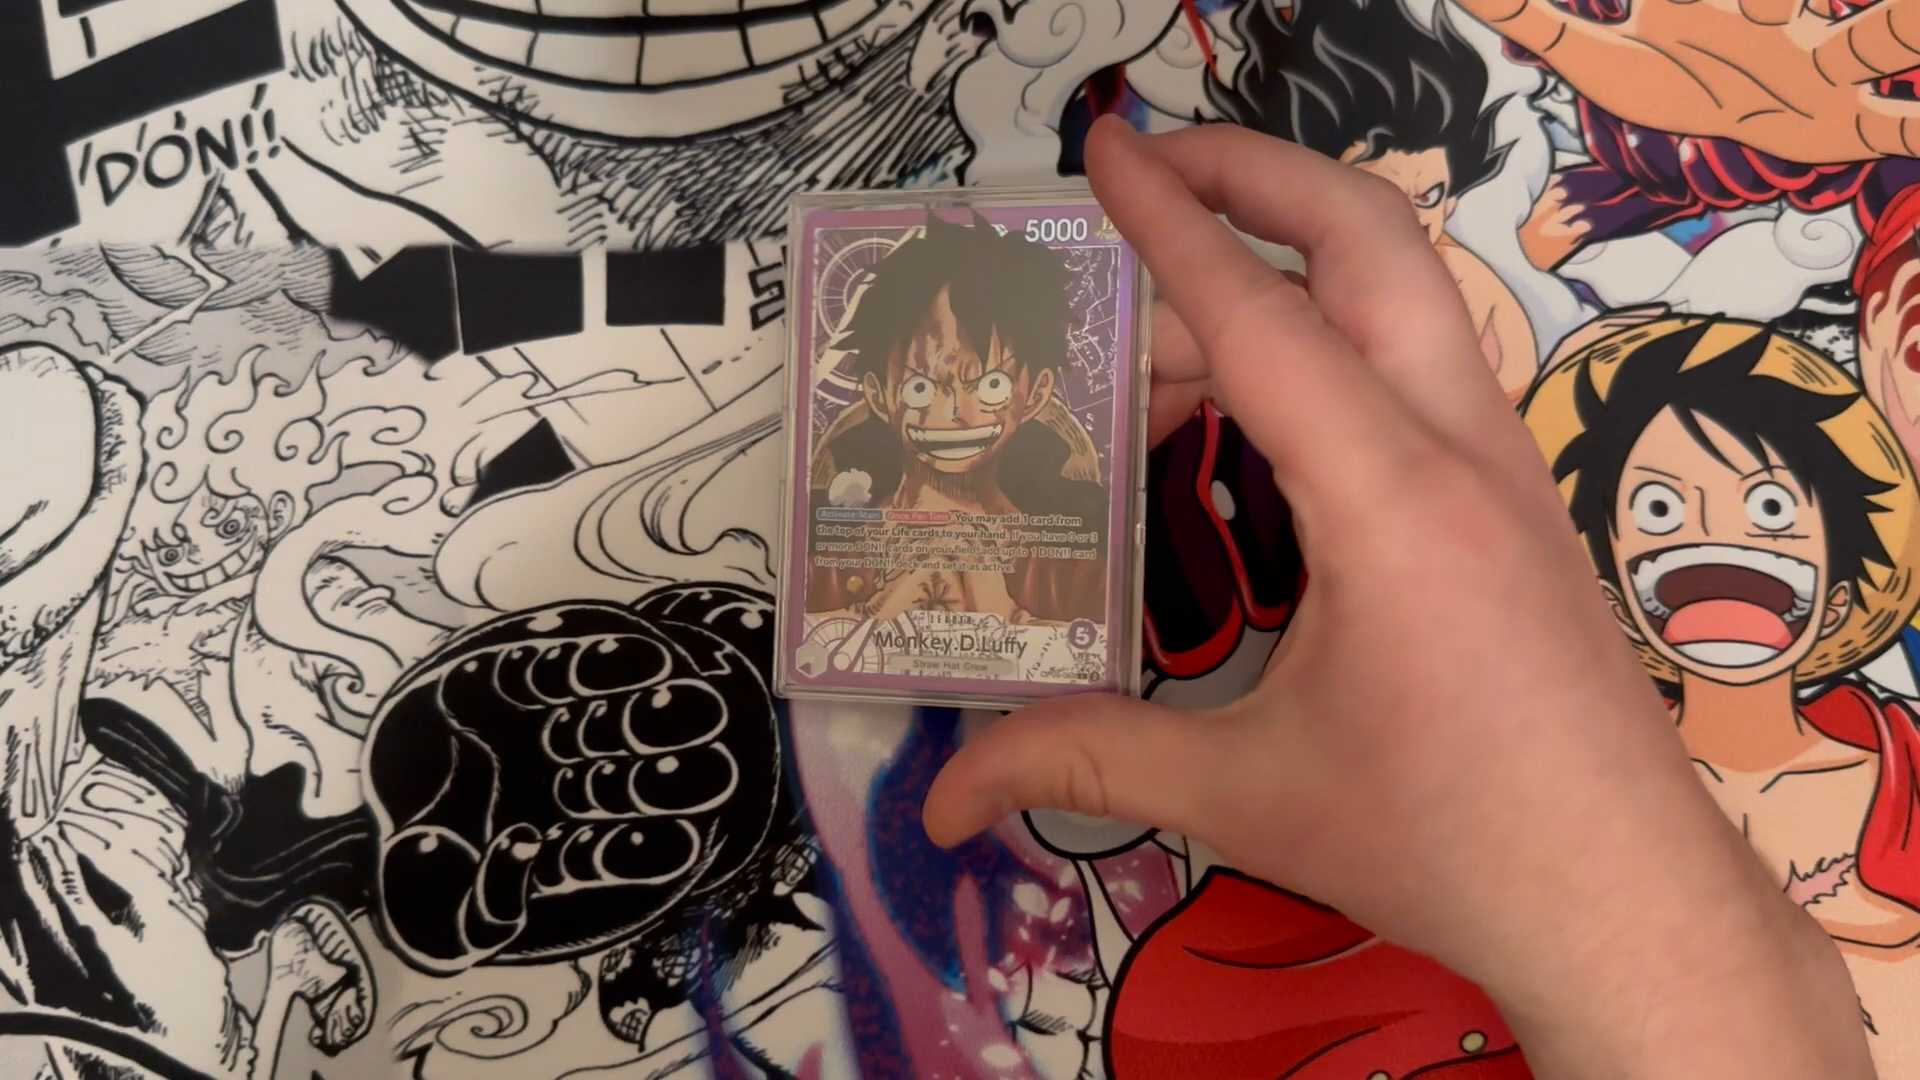 DON!!
5000
Activate: Main Once Per Turn You may add 1 card from
the top of your Life cards to your hand: If you have 0 or 3
or more DON!! cards on your field, add up to 1 DON!! card
from your DON!! deck and set it as active.
LEADER
Monkey.D.Luffy
5
LIFE
Straw Hat Crew